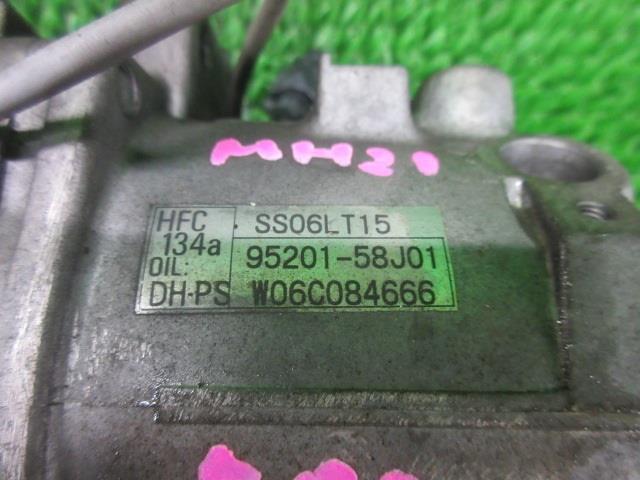 MH21
HFC 134a
SS06LT15
95201-58J01
OIL:
DH-PS W06C084666